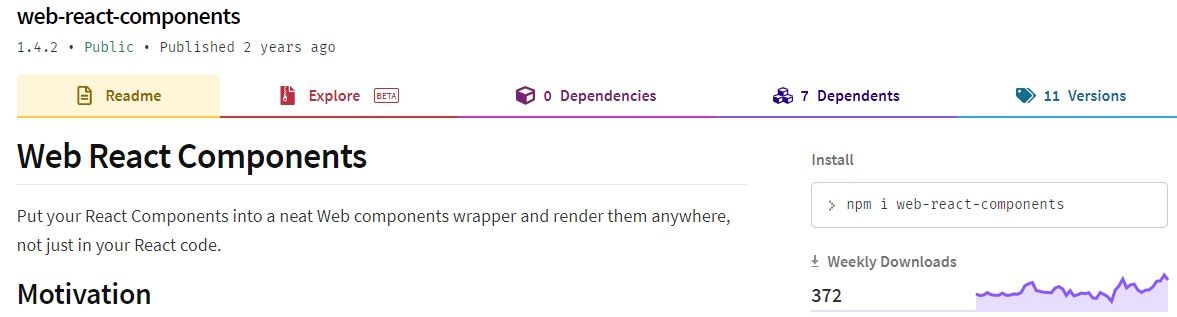 web-react-components
1.4.2 • Public • Published 2 years ago
Readme
Explore BETA
0 Dependencies
7 Dependents
11 Versions
Web React Components
Put your React Components into a neat Web components wrapper and render them anywhere,
not just in your React code.
Motivation
Install
> npm i web-react-components
Weekly Downloads
372